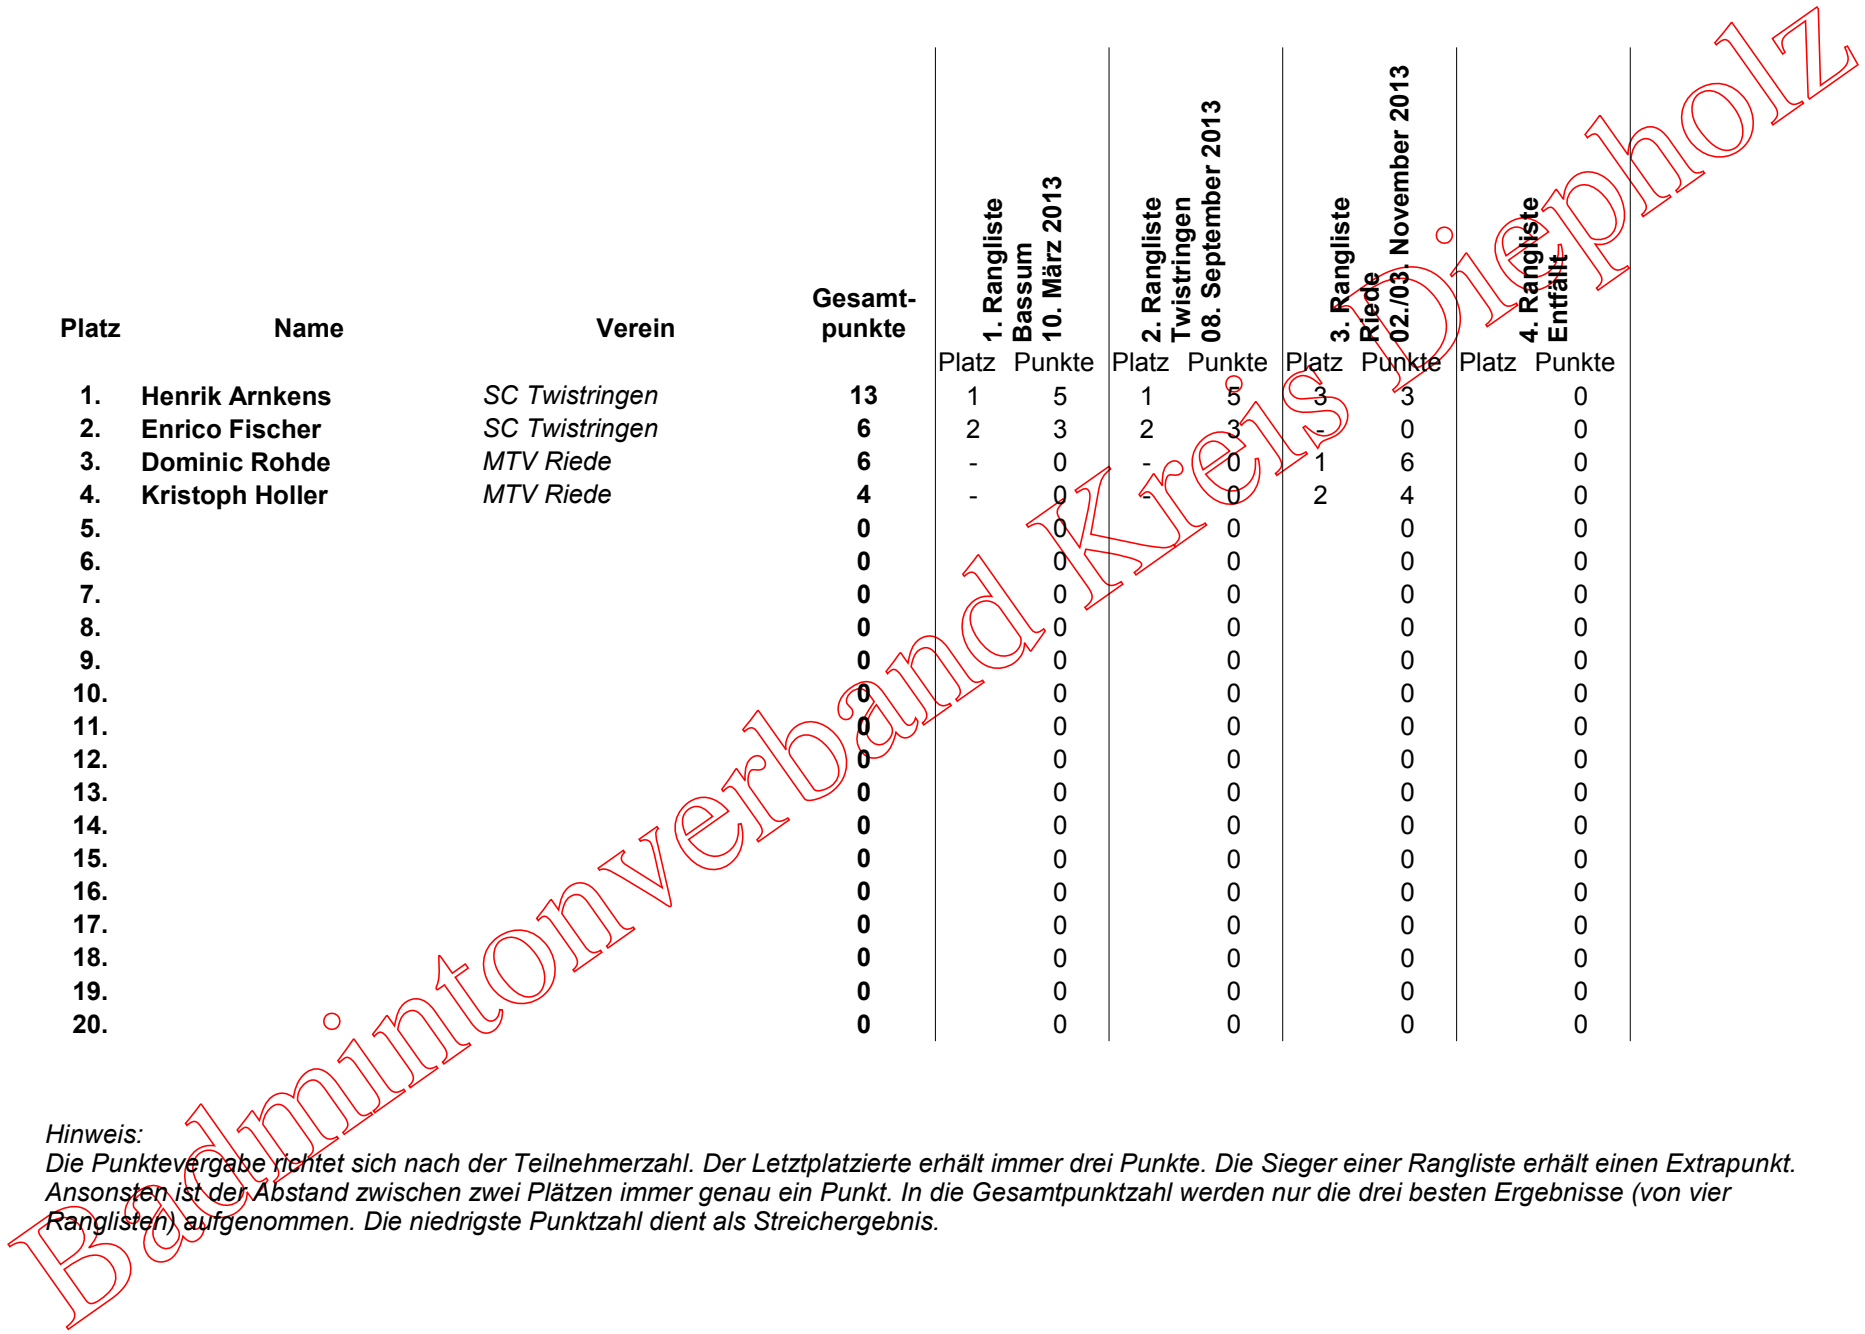 1. Rangliste
Bassum
10. März 2013
2. Rangliste
Twistringen
08. September 2013
3. Rangliste
Riede
02./03. November 2013
4. Rangliste
Entfällt
Platz Name Verein Gesamt-
punkte
Platz Punkte Platz Punkte Platz Punkte Platz Punkte
1. Henrik Arnkens SC Twistringen 13 1 5 1 5 3 3 0
2. Enrico Fischer SC Twistringen 6 2 3 2 3 - 0 0
3. Dominic Rohde MTV Riede 6 - 0 - 0 1 6 0
4. Kristoph Holler MTV Riede 4 - 0 - 0 2 4 0
5. 0 0 0 0 0
6. 0 0 0 0 0
7. 0 0 0 0 0
8. 0 0 0 0 0
9. 0 0 0 0 0
10. 0 0 0 0 0
11. 0 0 0 0 0
12. 0 0 0 0 0
13. 0 0 0 0 0
14. 0 0 0 0 0
15. 0 0 0 0 0
16. 0 0 0 0 0
17. 0 0 0 0 0
18. 0 0 0 0 0
19. 0 0 0 0 0
20. 0 0 0 0 0
Hinweis:
Die Punktevergabe richtet sich nach der Teilnehmerzahl. Der Letztplatzierte erhält immer drei Punkte. Die Sieger einer Rangliste erhält einen Extrapunkt.
Ansonsten ist der Abstand zwischen zwei Plätzen immer genau ein Punkt. In die Gesamtpunktzahl werden nur die drei besten Ergebnisse (von vier
Ranglisten) aufgenommen. Die niedrigste Punktzahl dient als Streichergebnis.
Badmintonverband Kreis Diepholz